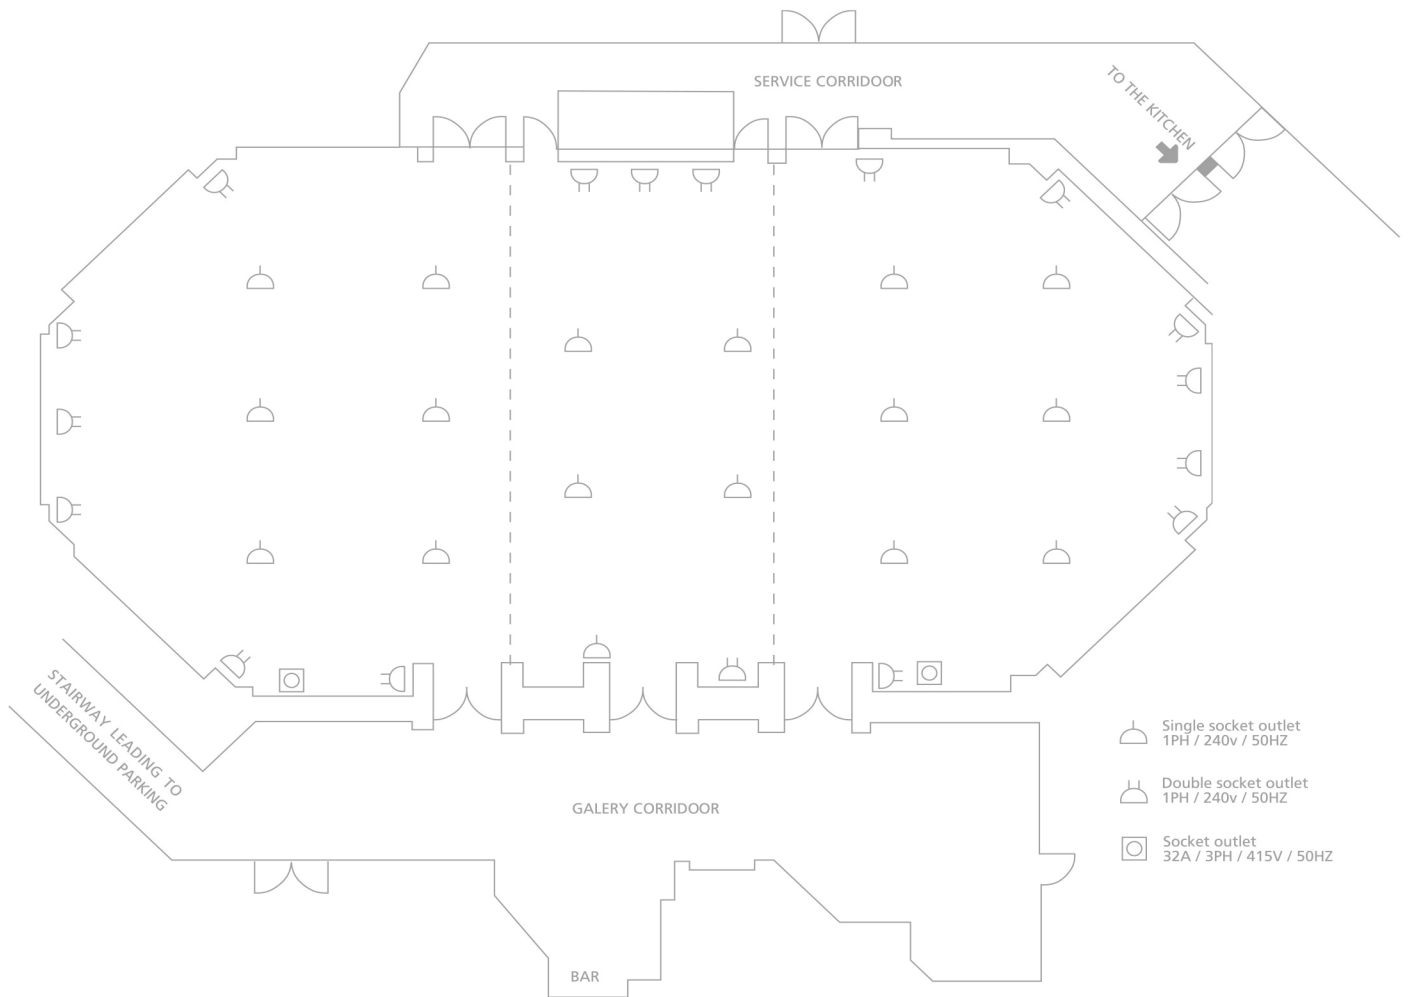 SERVICE CORRIDOOR
TO THE KITCHEN
STAIRWAY LEADING TO
UNDERGROUND PARKING
GALERY CORRIDOOR
BAR
Single socket outlet
1PH / 240v / 50HZ
Double socket outlet
1PH / 240v / 50HZ
Socket outlet
32A / 3PH / 415V / 50HZ